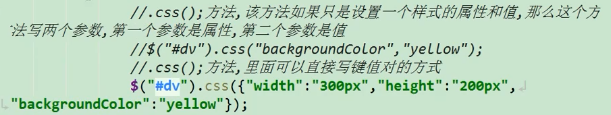 //.css();方法,该方法如果只是设置一个样式的属性和值,那么这个方
法写两个参数,第一个参数是属性,第二个参数是值
//$("#dv").css("backgroundColor","yellow");
//.css();方法,里面可以直接写键值对的方式
$("#dv").css({"width":"300px","height":"200px",
"backgroundColor":"yellow"});